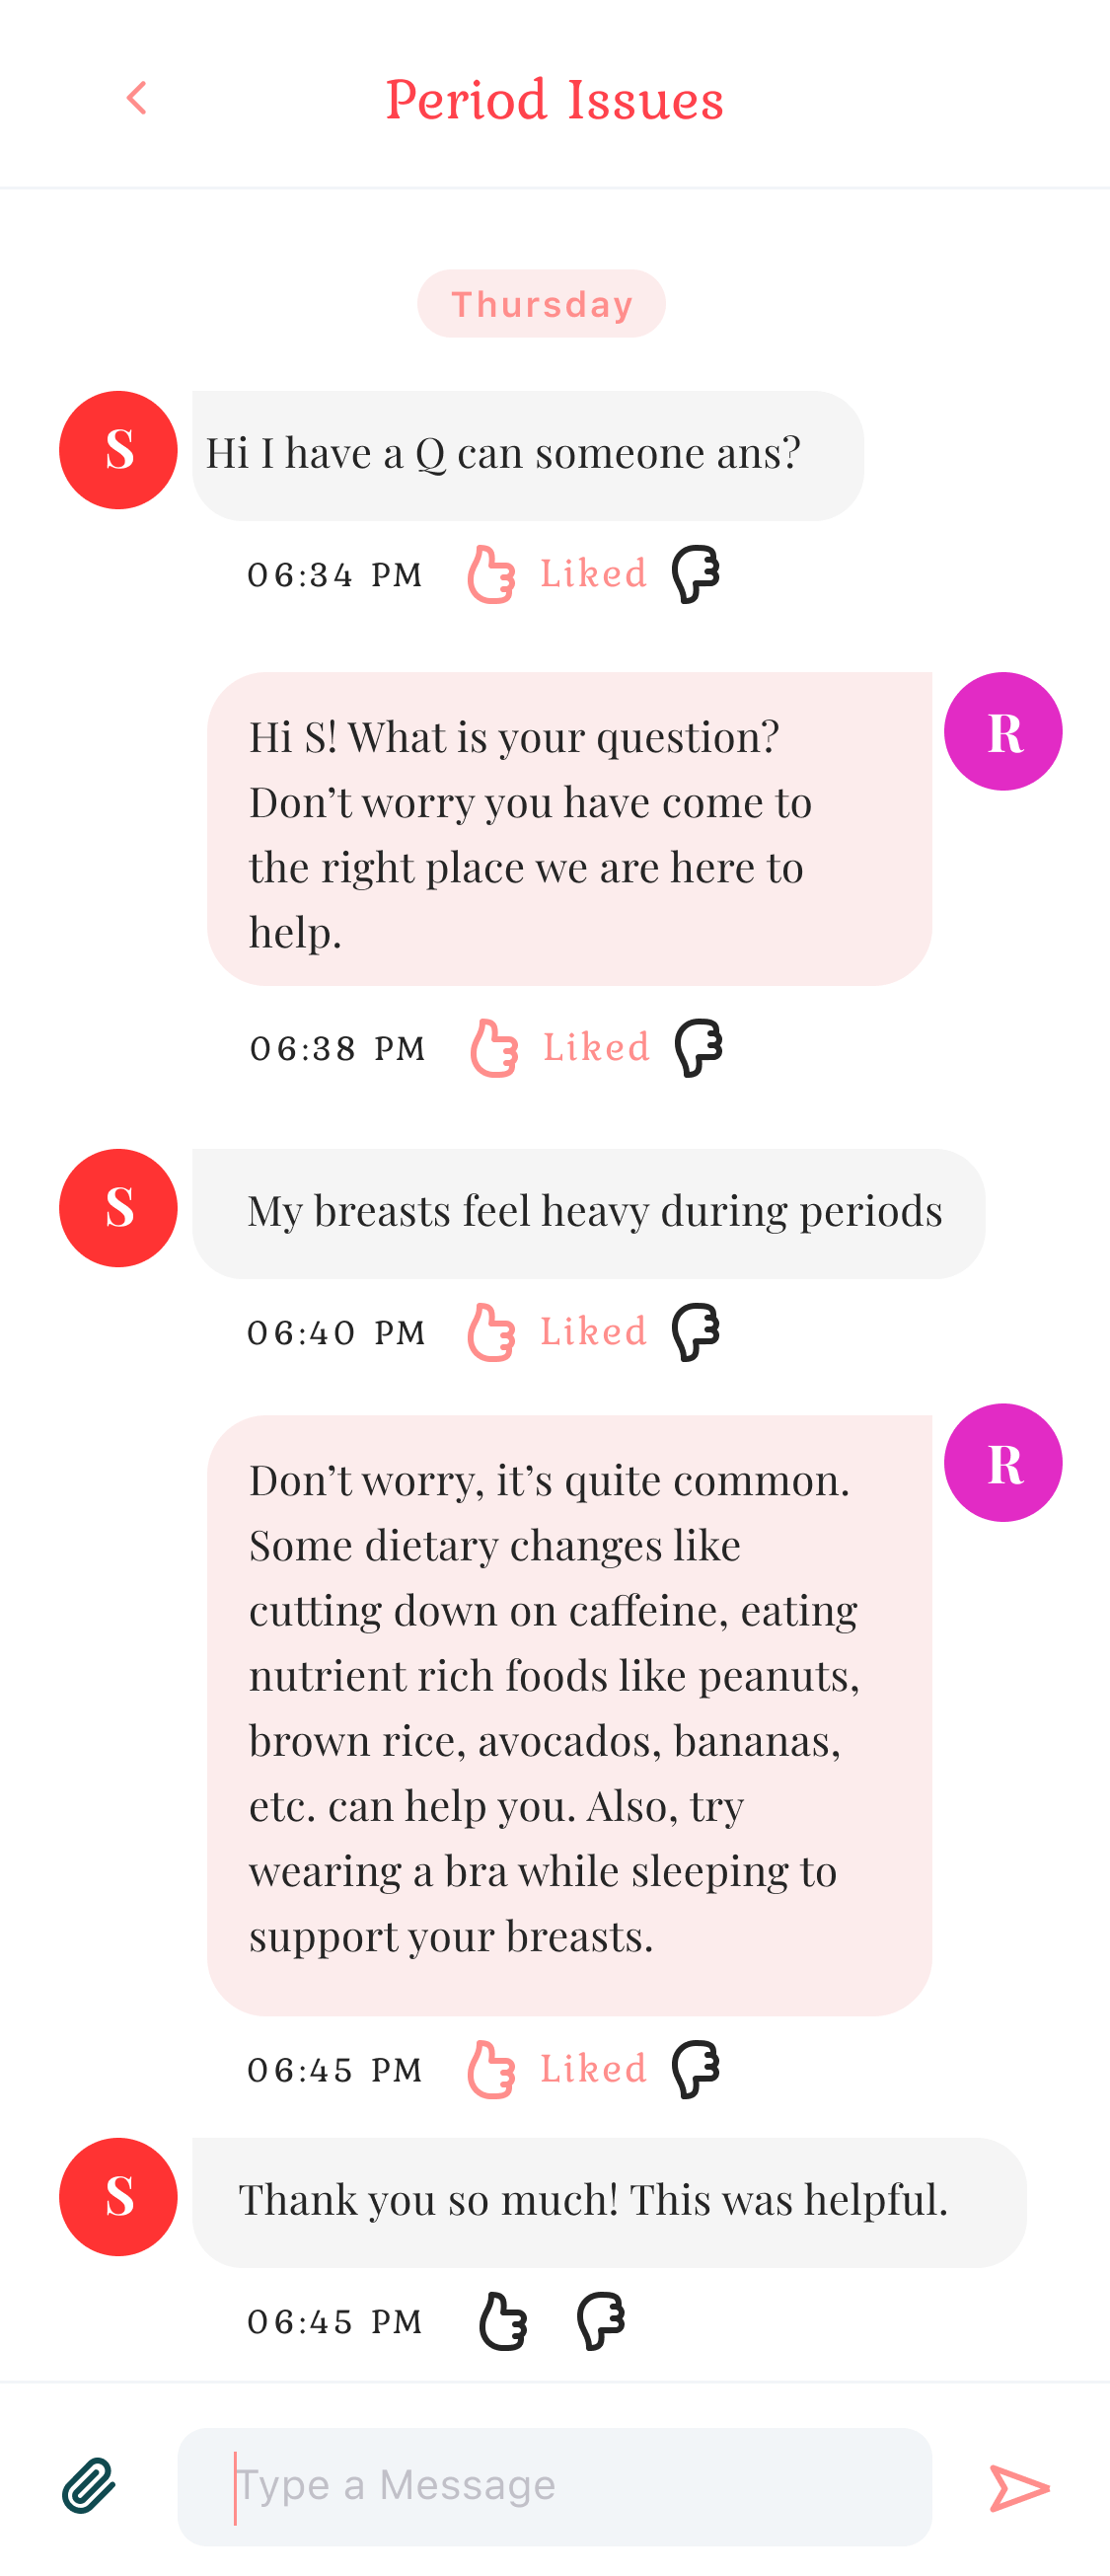 Period Issues
Thursday
S
Hi I have a Q can someone ans?
06:34 PM Liked
R
Hi S! What is your question?
Don’t worry you have come to
the right place we are here to
help.
06:38 PM Liked
S
My breasts feel heavy during periods
06:40 PM Liked
R
Don’t worry, it’s quite common.
Some dietary changes like
cutting down on caffeine, eating
nutrient rich foods like peanuts,
brown rice, avocados, bananas,
etc. can help you. Also, try
wearing a bra while sleeping to
support your breasts.
06:45 PM Liked
S
Thank you so much! This was helpful.
06:45 PM
Type a Message